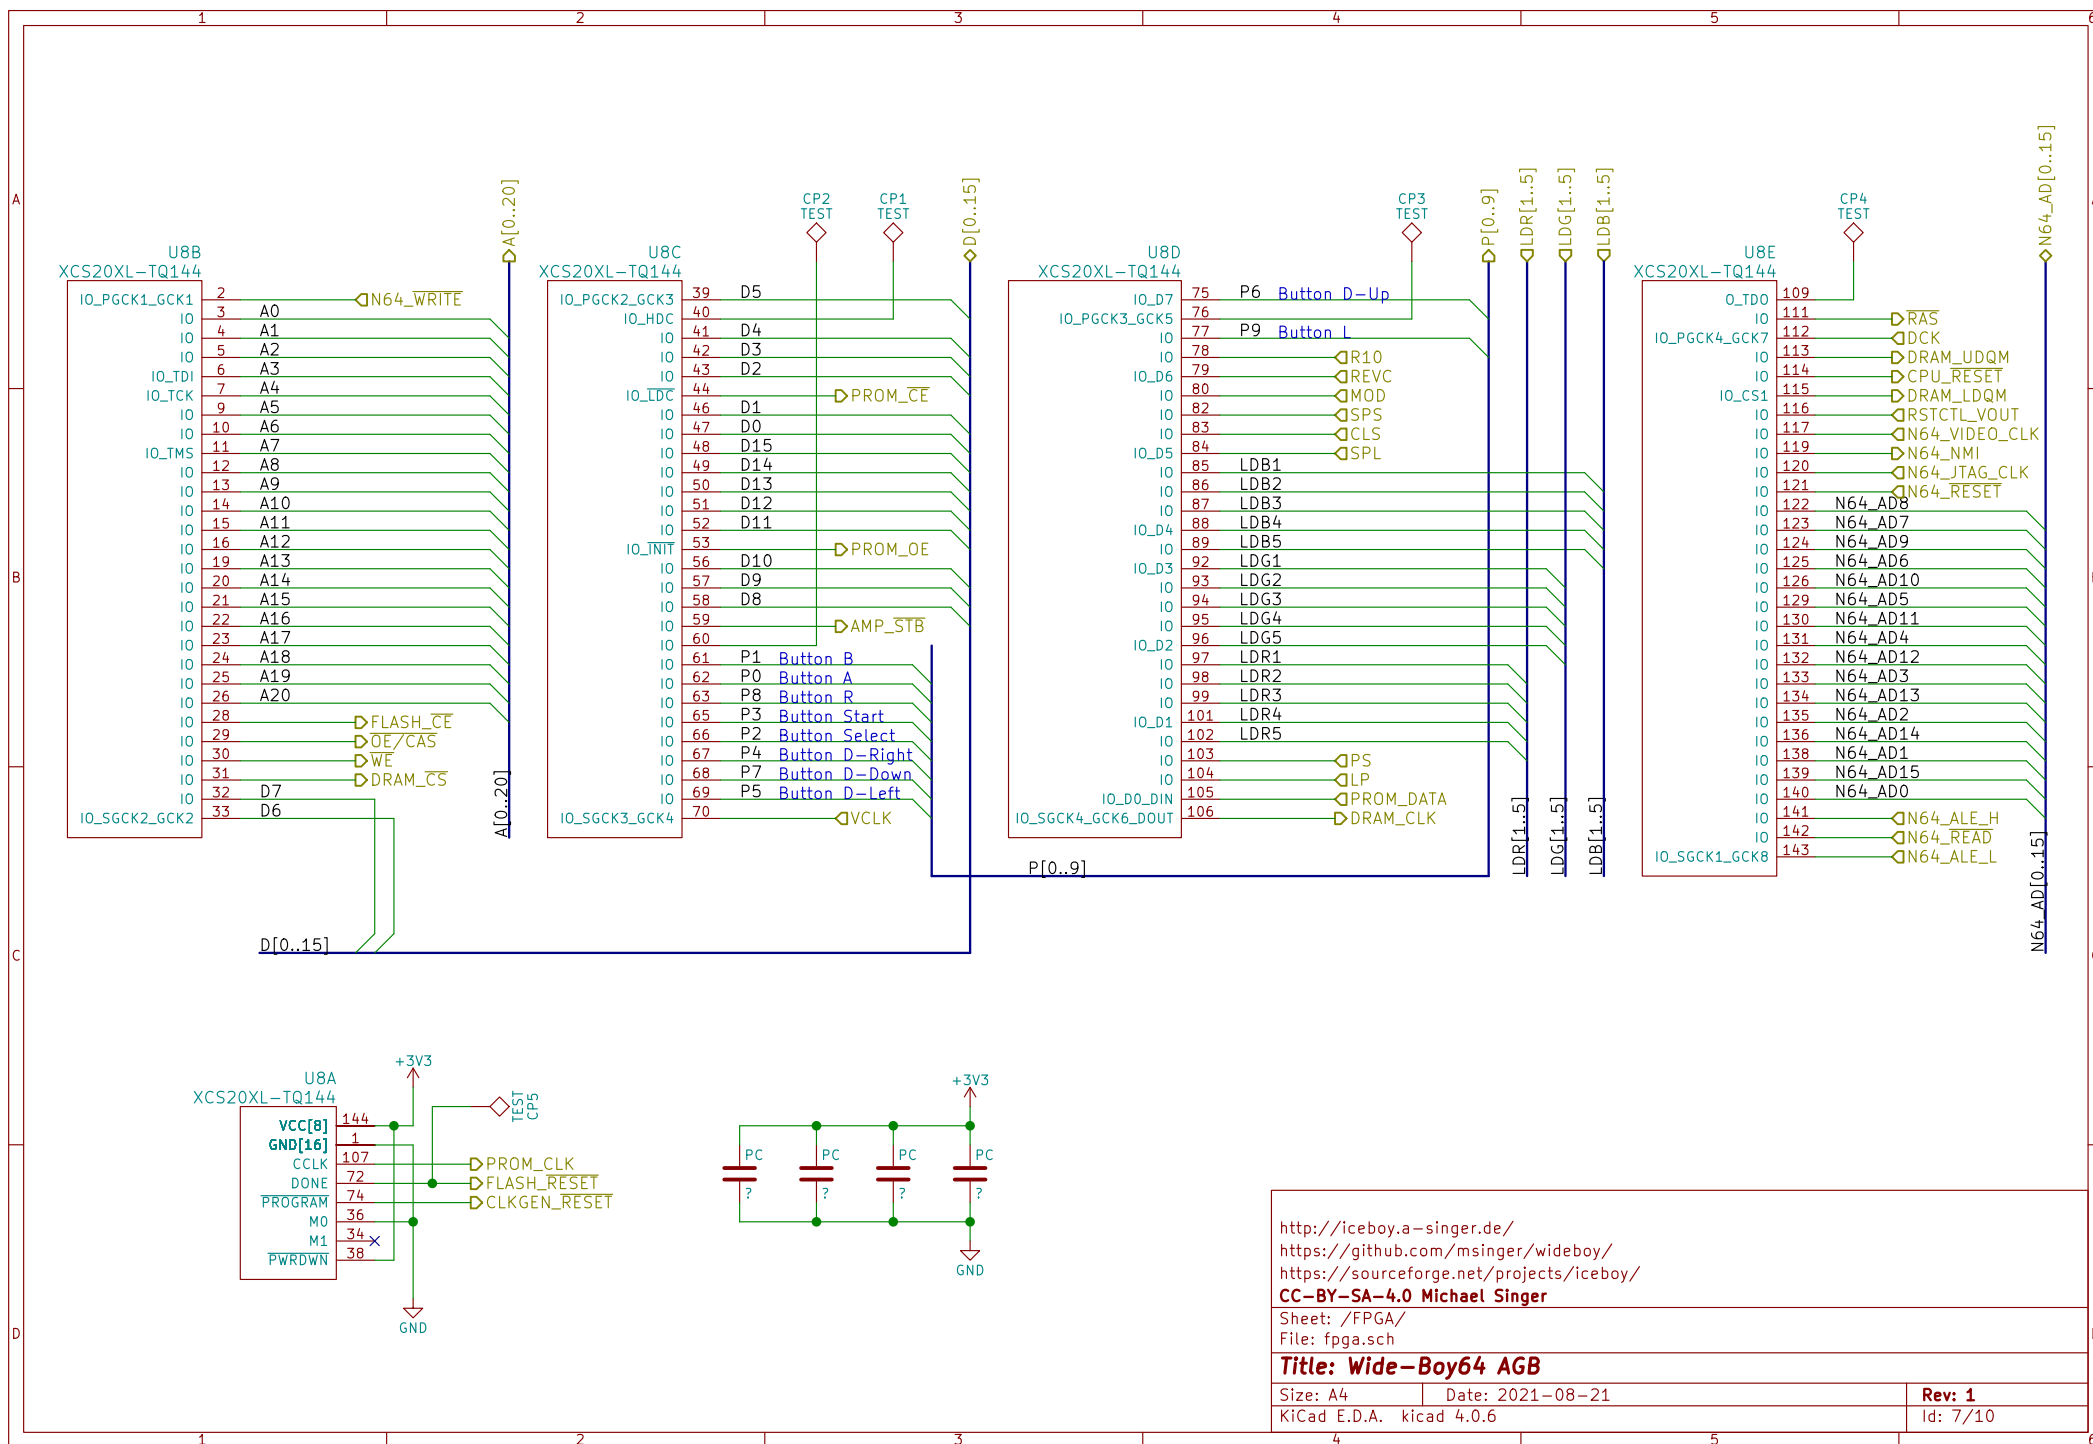 1 2 3 4 5 6
A
B
C
D
U8B
XCS20XL-TQ144
IO_PGCK1_GCK1 2 N64_WRITE
IO 3 A0
IO 4 A1
IO 5 A2
IO_TDI 6 A3
IO_TCK 7 A4
IO 9 A5
IO 10 A6
IO_TMS 11 A7
IO 12 A8
IO 13 A9
IO 14 A10
IO 15 A11
IO 16 A12
IO 19 A13
IO 20 A14
IO 21 A15
IO 22 A16
IO 23 A17
IO 24 A18
IO 25 A19
IO 26 A20
IO 28 FLASH_CE
IO 29 OE/CAS
IO 30 WE
IO 31 DRAM_CS
IO 32 D7
IO_SGCK2_GCK2 33 D6
A[0..20]
A[0..20]
D[0..15]
U8C
XCS20XL-TQ144
CP2
TEST
CP1
TEST
D[0..15]
IO_PGCK2_GCK3 39 D5
IO_HDC 40
IO 41 D4
IO 42 D3
IO 43 D2
IO_LDC 44 PROM_CE
IO 46 D1
IO 47 D0
IO 48 D15
IO 49 D14
IO 50 D13
IO 51 D12
IO 52 D11
IO_INIT 53 PROM_OE
IO 56 D10
IO 57 D9
IO 58 D8
IO 59 AMP_STB
IO 60
IO 61 P1 Button B
IO 62 P0 Button A
IO 63 P8 Button R
IO 65 P3 Button Start
IO 66 P2 Button Select
IO 67 P4 Button D-Right
IO 68 P7 Button D-Down
IO 69 P5 Button D-Left
IO_SGCK3_GCK4 70 VCLK
P[0..9]
U8D
XCS20XL-TQ144
CP3
TEST
P[0..9]
LDR[1..5]
LDG[1..5]
LDB[1..5]
IO_D7 75 P6 Button D-Up
IO_PGCK3_GCK5 76
IO 77 P9 Button L
IO 78 R10
IO_D6 79 REVC
IO 80 MOD
IO 82 SPS
IO 83 CLS
IO_D5 84 SPL
IO 85 LDB1
IO 86 LDB2
IO 87 LDB3
IO_D4 88 LDB4
IO 89 LDB5
IO_D3 92 LDG1
IO 93 LDG2
IO 94 LDG3
IO 95 LDG4
IO_D2 96 LDG5
IO 97 LDR1
IO 98 LDR2
IO 99 LDR3
IO_D1 101 LDR4
IO 102 LDR5
IO 103 PS
IO 104 LP
IO_D0_DIN 105 PROM_DATA
IO_SGCK4_GCK6_DOUT 106 DRAM_CLK
LDR[1..5]
LDG[1..5]
LDB[1..5]
U8E
XCS20XL-TQ144
CP4
TEST
N64_AD[0..15]
O_TDO 109
IO 111 RAS
IO_PGCK4_GCK7 112 DCK
IO 113 DRAM_UDQM
IO 114 CPU_RESET
IO_CS1 115 DRAM_LDQM
IO 116 RSTCTL_VOUT
IO 117 N64_VIDEO_CLK
IO 119 N64_NMI
IO 120 N64_JTAG_CLK
IO 121 N64_RESET
IO 122 N64_AD8
IO 123 N64_AD7
IO 124 N64_AD9
IO 125 N64_AD6
IO 126 N64_AD10
IO 129 N64_AD5
IO 130 N64_AD11
IO 131 N64_AD4
IO 132 N64_AD12
IO 133 N64_AD3
IO 134 N64_AD13
IO 135 N64_AD2
IO 136 N64_AD14
IO 138 N64_AD1
IO 139 N64_AD15
IO 140 N64_AD0
IO 141 N64_ALE_H
IO 142 N64_READ
IO_SGCK1_GCK8 143 N64_ALE_L
N64_AD[0..15]
U8A
XCS20XL-TQ144
+3V3
TEST
CP5
VCC[8] 144
GND[16] 1
CCLK 107 PROM_CLK
DONE 72 FLASH_RESET
PROGRAM 74 CLKGEN_RESET
M0 36
M1 34
PWRDWN 38
GND
+3V3
PC PC PC PC
? ? ? ?
GND
http://iceboy.a-singer.de/
https://github.com/msinger/wideboy/
https://sourceforge.net/projects/iceboy/
CC-BY-SA-4.0 Michael Singer
Sheet: /FPGA/
File: fpga.sch
Title: Wide-Boy64 AGB
Size: A4 Date: 2021-08-21 Rev: 1
KiCad E.D.A. kicad 4.0.6 Id: 7/10
1 2 3 4 5 6